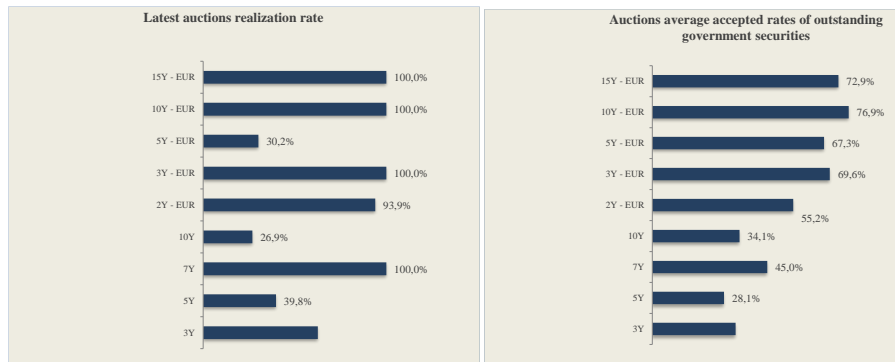 Latest auctions realization rate
15Y - EUR 100,0%
10Y - EUR 100,0%
5Y - EUR 30,2%
3Y - EUR 100,0%
2Y - EUR 93,9%
10Y 26,9%
7Y 100,0%
5Y 39,8%
3Y
Auctions average accepted rates of outstanding
government securities
15Y - EUR 72,9%
10Y - EUR 76,9%
5Y - EUR 67,3%
3Y - EUR 69,6%
2Y - EUR 55,2%
10Y 34,1%
7Y 45,0%
5Y 28,1%
3Y